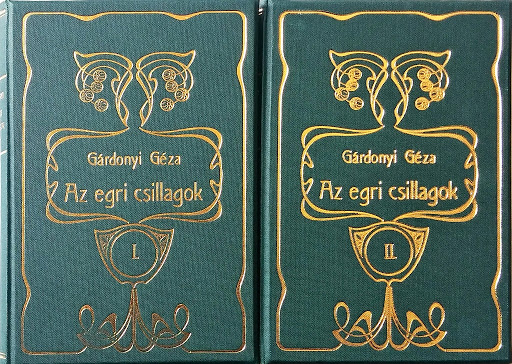 Gárdonyi Géza
Az egri csillagok
I.
Gárdonyi Géza
Az egri csillagok
II.